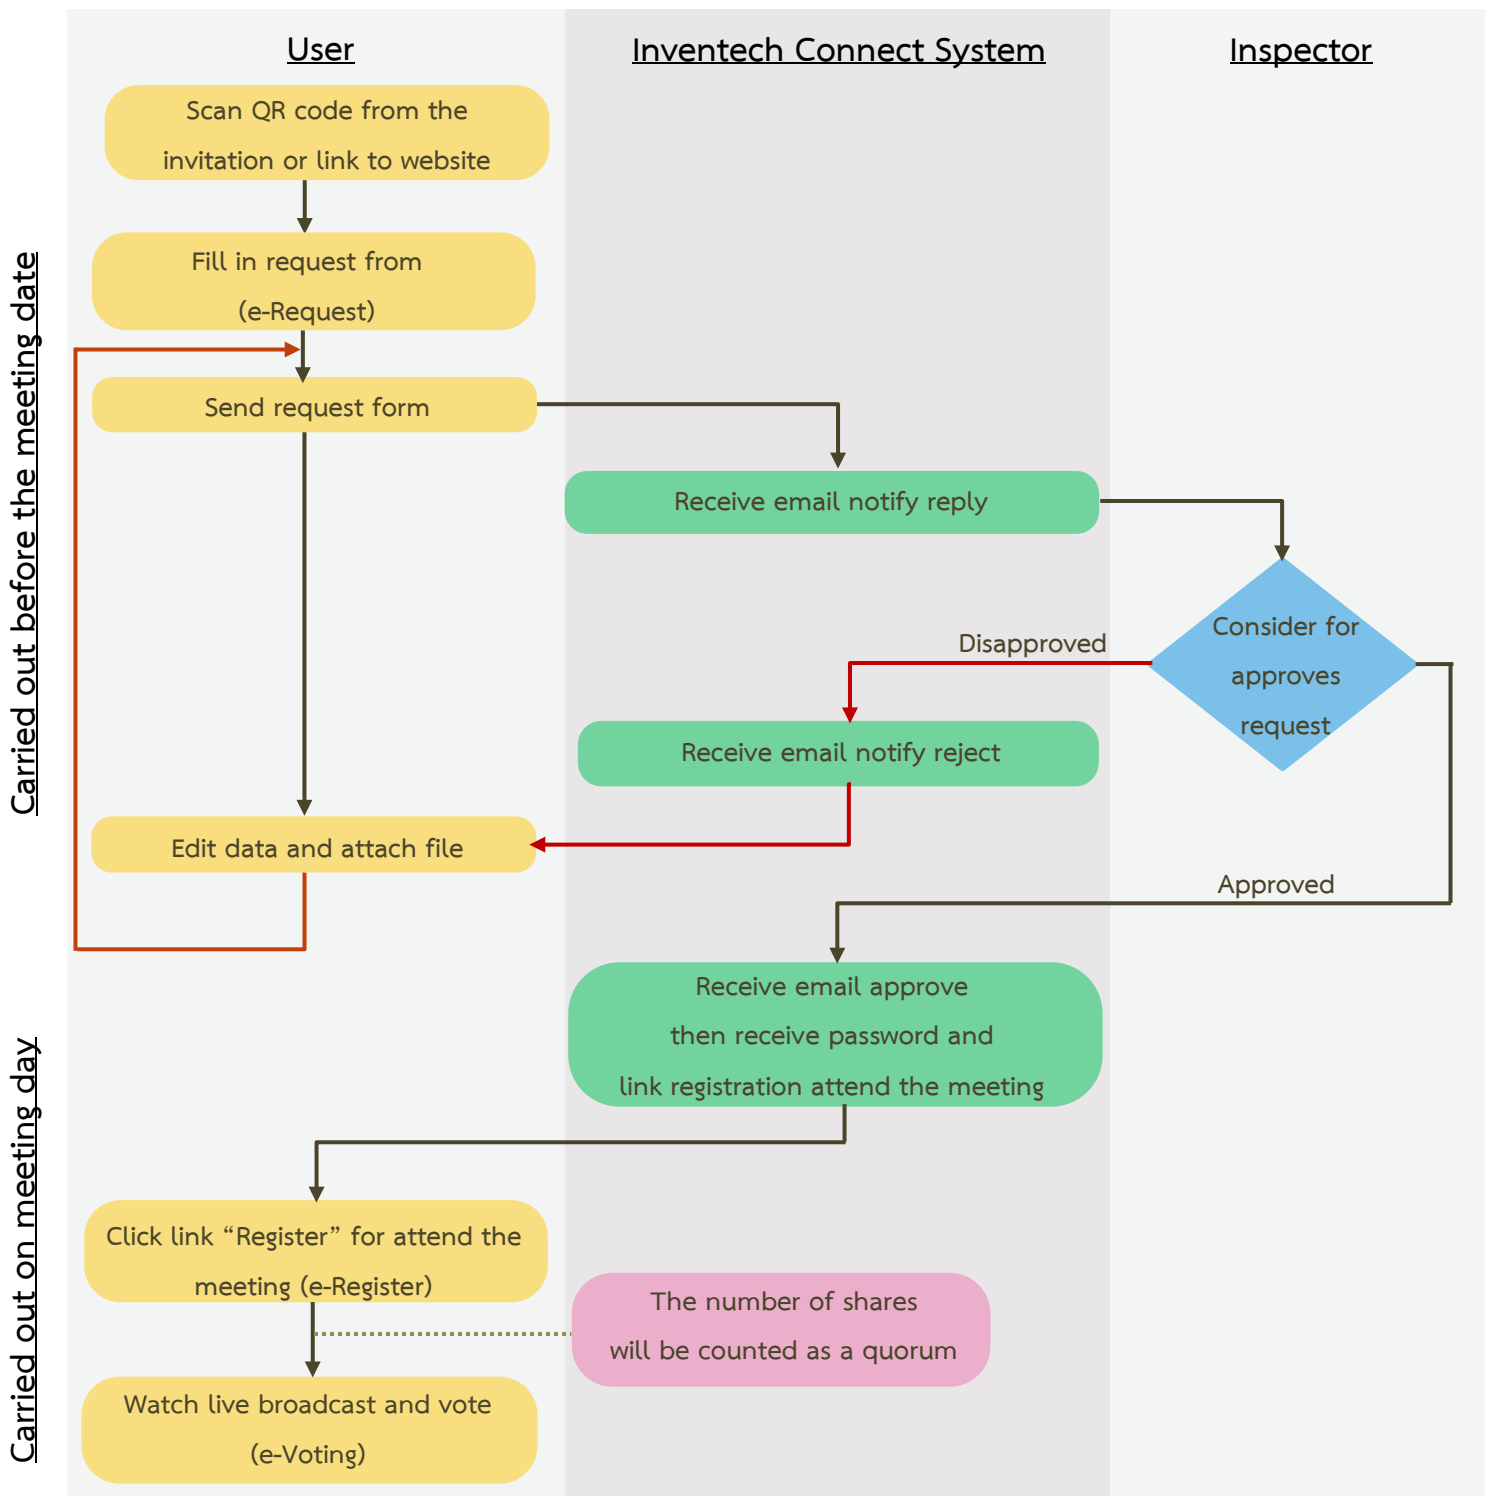 User
Inventech Connect System
Inspector
Carried out before the meeting date
Scan QR code from the
invitation or link to website
Fill in request from
(e-Request)
Send request form
Receive email notify reply
Consider for
approves
request
Disapproved
Receive email notify reject
Edit data and attach file
Approved
Receive email approve
then receive password and
link registration attend the meeting
Carried out on meeting day
Click link “Register” for attend the
meeting (e-Register)
The number of shares
will be counted as a quorum
Watch live broadcast and vote
(e-Voting)